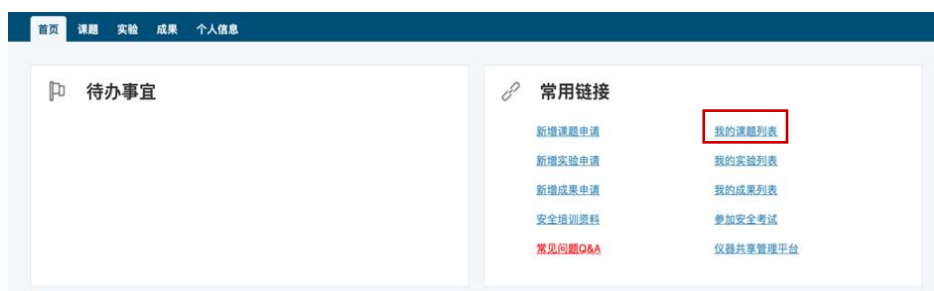 首页 课题 实验 成果 个人信息
待办事宜
常用链接
新增课题申请 我的课题列表
新增实验申请 我的实验列表
新增成果申请 我的成果列表
安全培训资料 参加安全考试
常见问题Q&A 仪器共享管理平台